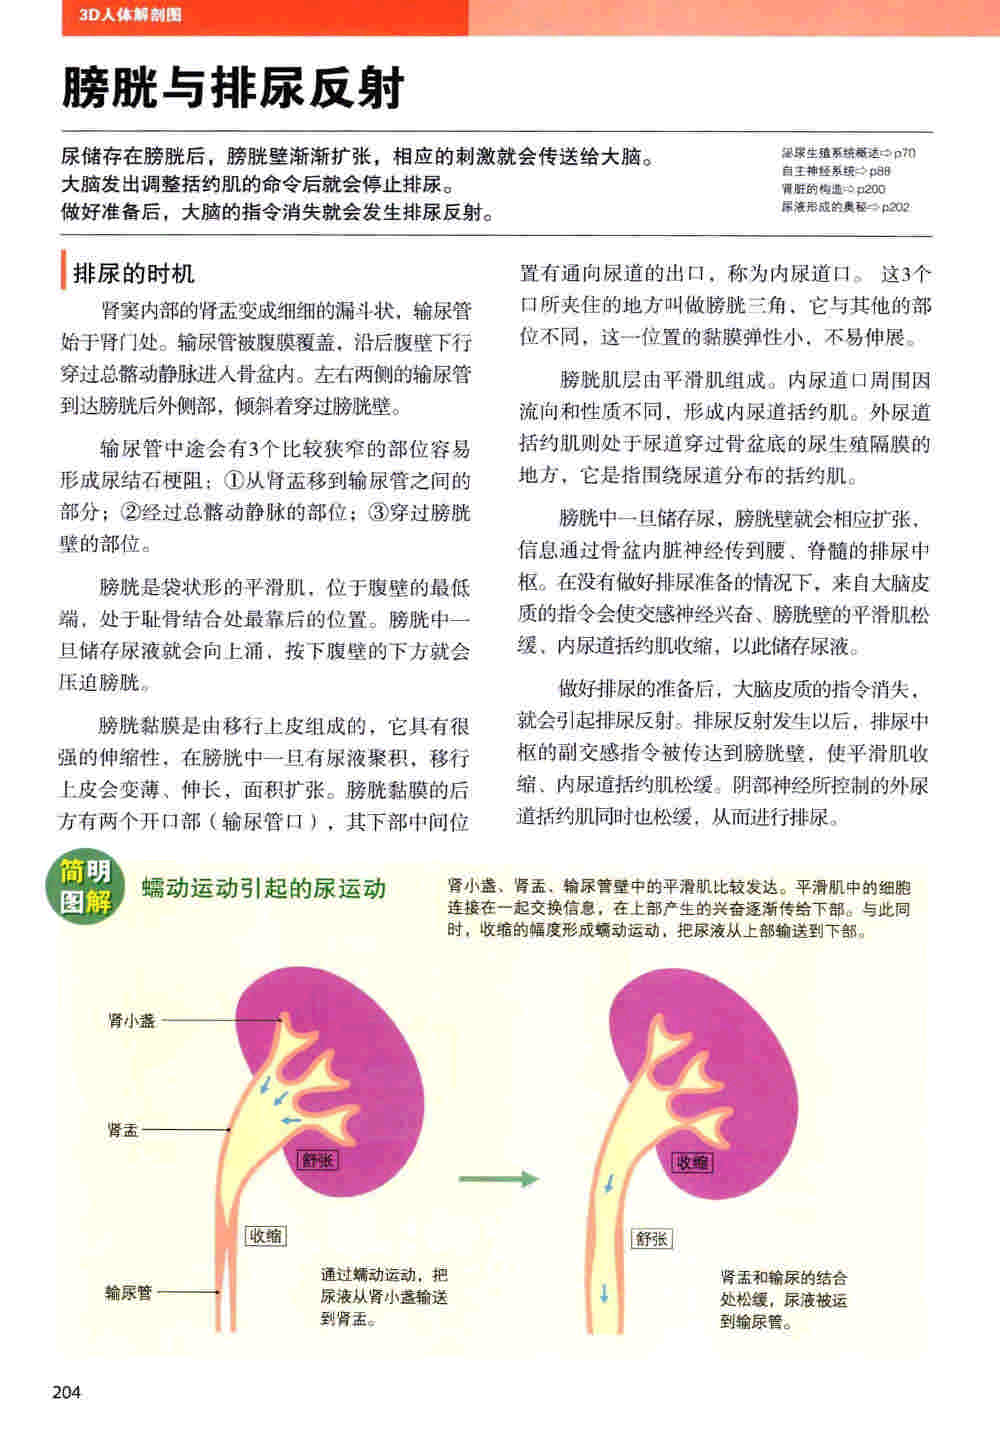 3D人体解剖图
膀胱与排尿反射
尿储存在膀胱后，膀胱壁渐渐扩张，相应的刺激就会传送给大脑。
大脑发出调整括约肌的命令后就会停止排尿。
做好准备后，大脑的指令消失就会发生排尿反射。
泌尿生殖系统概述⇨p70
自主神经系统⇨p88
肾脏的构造⇨p200
尿液形成的奥秘⇨p202
排尿的时机
肾窦内部的肾盂变成细细的漏斗状，输尿管
始于肾门处。输尿管被腹膜覆盖，沿后腹壁下行
穿过总髂动静脉进入骨盆内。左右两侧的输尿管
到达膀胱后外侧部，倾斜着穿过膀胱壁。
输尿管中途会有3个比较狭窄的部位容易
形成尿结石梗阻；①从肾盂移到输尿管之间的
部分；②经过总髂动静脉的部位；③穿过膀胱
壁的部位。
膀胱是袋状形的平滑肌，位于腹壁的最低
端，处于耻骨结合处最靠后的位置。膀胱中一
旦储存尿液就会向上涌，按下腹壁的下方就会
压迫膀胱。
膀胱黏膜是由移行上皮组成的，它具有很
强的伸缩性，在膀胱中一旦有尿液聚积，移行
上皮会变薄、伸长，面积扩张。膀胱黏膜的后
方有两个开口部（输尿管口），其下部中间位
置有通向尿道的出口，称为内尿道口。 这3个
口所夹住的地方叫做膀胱三角，它与其他的部
位不同，这一位置的黏膜弹性小，不易伸展。
膀胱肌层由平滑肌组成。内尿道口周围因
流向和性质不同，形成内尿道括约肌。外尿道
括约肌则处于尿道穿过骨盆底的尿生殖隔膜的
地方，它是指围绕尿道分布的括约肌。
膀胱中一旦储存尿，膀胱壁就会相应扩张，
信息通过骨盆内脏神经传到腰、脊髓的排尿中
枢。在没有做好排尿准备的情况下，来自大脑皮
质的指令会使交感神经兴奋、膀胱壁的平滑肌松
缓、内尿道括约肌收缩，以此储存尿液。
做好排尿的准备后，大脑皮质的指令消失，
就会引起排尿反射。排尿反射发生以后，排尿中
枢的副交感指令被传达到膀胱壁，使平滑肌收
缩、内尿道括约肌松缓。阴部神经所控制的外尿
道括约肌同时也松缓，从而进行排尿。
简明
图解
蠕动运动引起的尿运动
肾小盏、肾盂、输尿管壁中的平滑肌比较发达。平滑肌中的细胞
连接在一起交换信息，在上部产生的兴奋逐渐传给下部。与此同
时，收缩的幅度形成蠕动运动，把尿液从上部输送到下部。
肾小盏
肾盂
舒张
收缩
输尿管
通过蠕动运动，把
尿液从肾小盏输送
到肾盂。
收缩
舒张
肾盂和输尿的结合
处松缓，尿液被运
到输尿管。
204